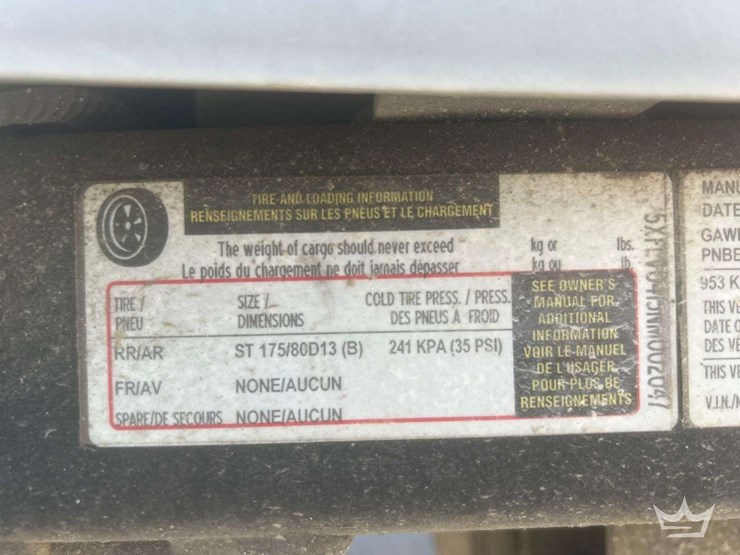 TIRE AND LOADING INFORMATION
RENSEIGNEMENTS SUR LES PNEUS ET LE CHARGEMENT
The weight of cargo should never exceed kg or lbs.
Le poids du chargement ne doit jamais dépasser kg ou lb.
TIRE / PNEU
SIZE / DIMENSIONS
COLD TIRE PRESS. / PRESS. DES PNEUS À FROID
RR/AR ST 175/80D13 (B) 241 KPA (35 PSI)
FR/AV NONE/AUCUN
SPARE/DE SECOURS NONE/AUCUN
SEE OWNER'S
MANUAL FOR
ADDITIONAL
INFORMATION
VOIR LE MANUEL
DE L'USAGER
POUR PLUS DE
RENSEIGNEMENTS
MANU
DATE
GAWR
PNBE
953 K
THIS VE
DATE O
DES VÉ
THIS VE
V.I.N./N